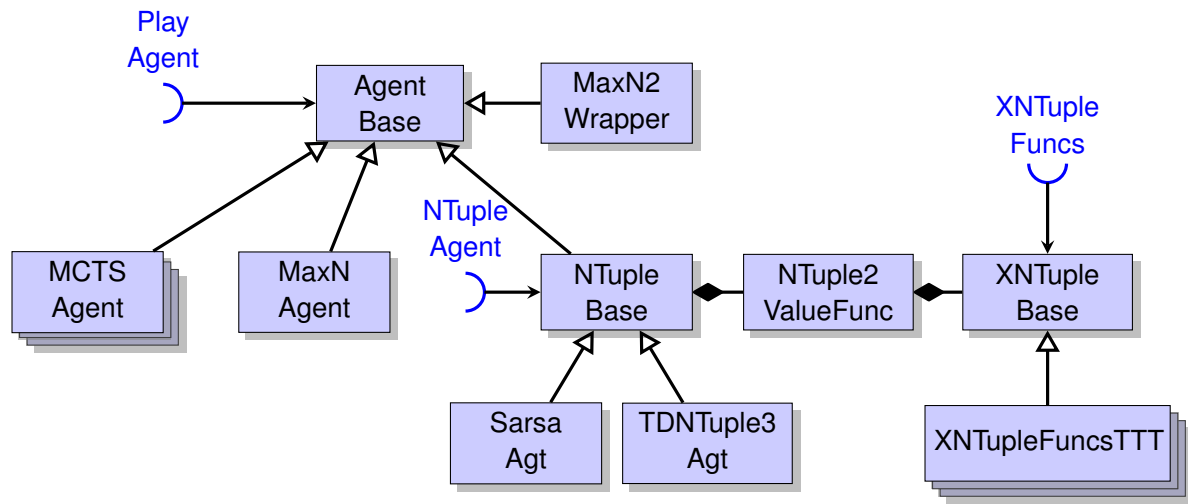 Play
Agent
Agent
Base
MaxN2
Wrapper
XNTuple
Funcs
NTuple
Agent
MCTS
Agent
MaxN
Agent
NTuple
Base
NTuple2
ValueFunc
XNTuple
Base
Sarsa
Agt
TDNTuple3
Agt
XNTupleFuncsTTT